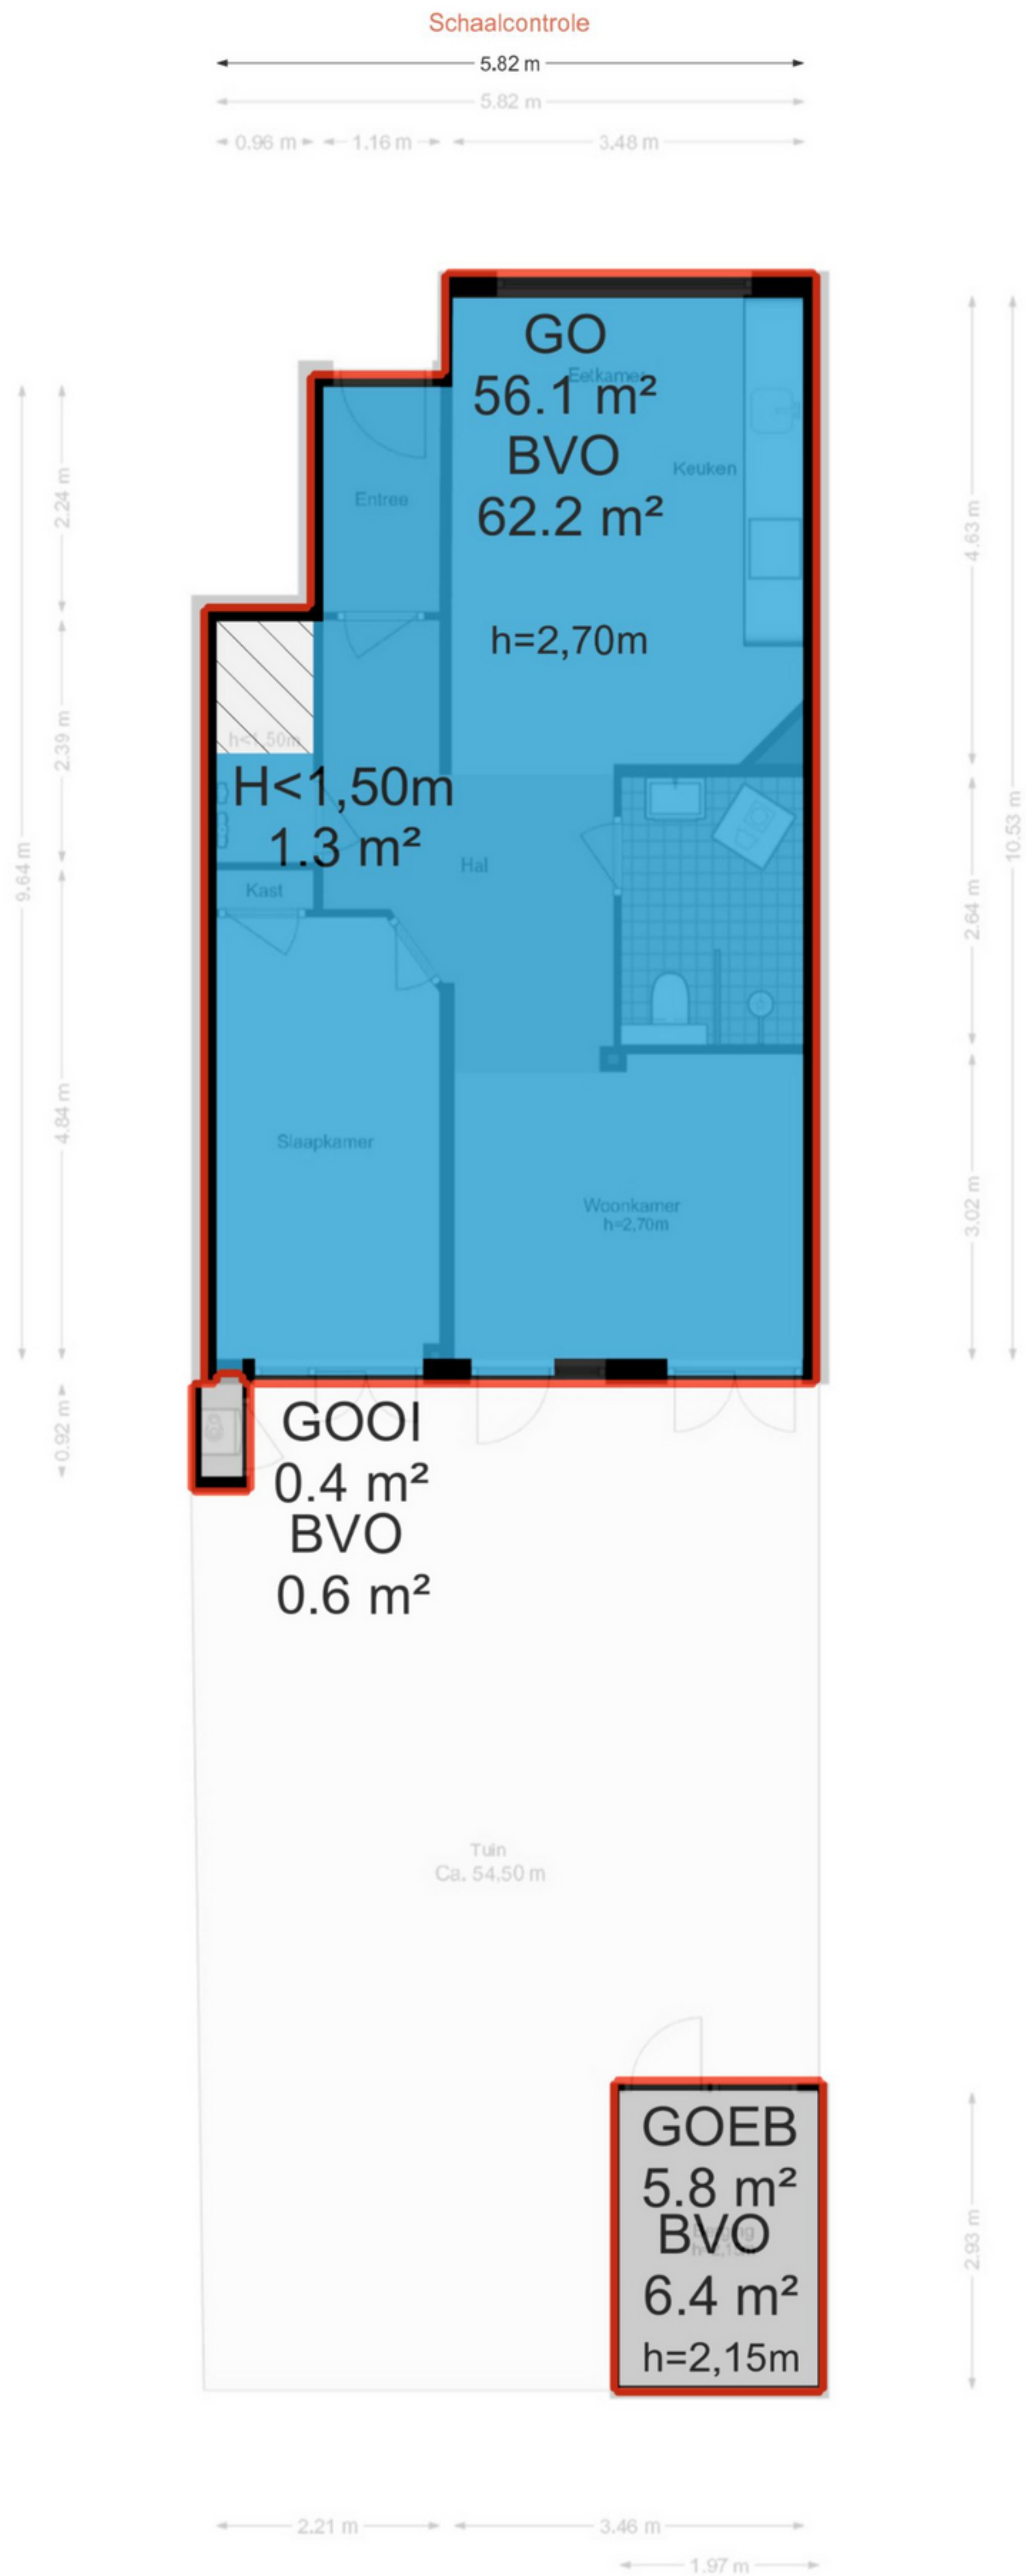 Schaalcontrole
5.82 m
5.82 m
0.96 m
1.16 m
3.48 m
GO
Eetkamer
56.1 m²
BVO
Keuken
62.2 m²
Entree
h=2,70m
2.24 m
4.63 m
2.39 m
h<1,50m
H<1,50m
1.3 m²
Hal
Kast
9.64 m
10.53 m
2.64 m
4.84 m
Slaapkamer
Woonkamer
h=2,70m
3.02 m
0.92 m
GOOI
0.4 m²
BVO
0.6 m²
Tuin
Ca. 54.50 m
GOEB
5.8 m²
BVO
Berging
h=2,15m
6.4 m²
h=2,15m
2.93 m
2.21 m
3.46 m
1.97 m